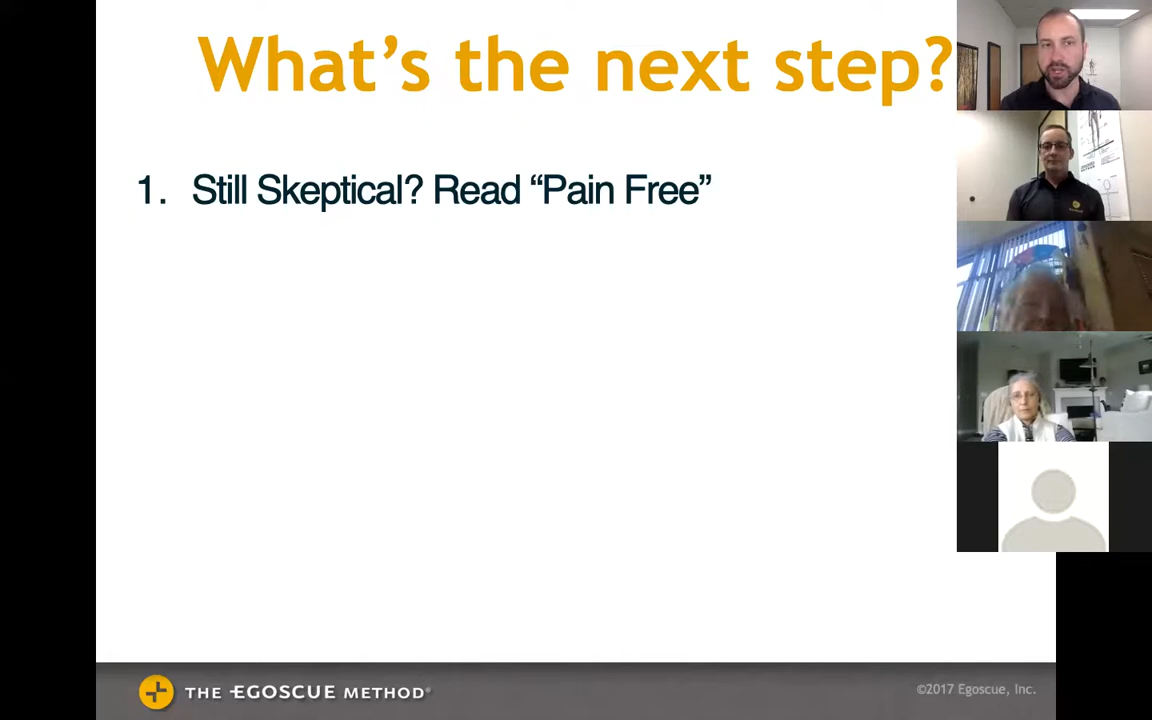 What’s the next step?
1. Still Skeptical? Read “Pain Free”
THE EGOSCUE METHOD®
©2017 Egoscue, Inc.